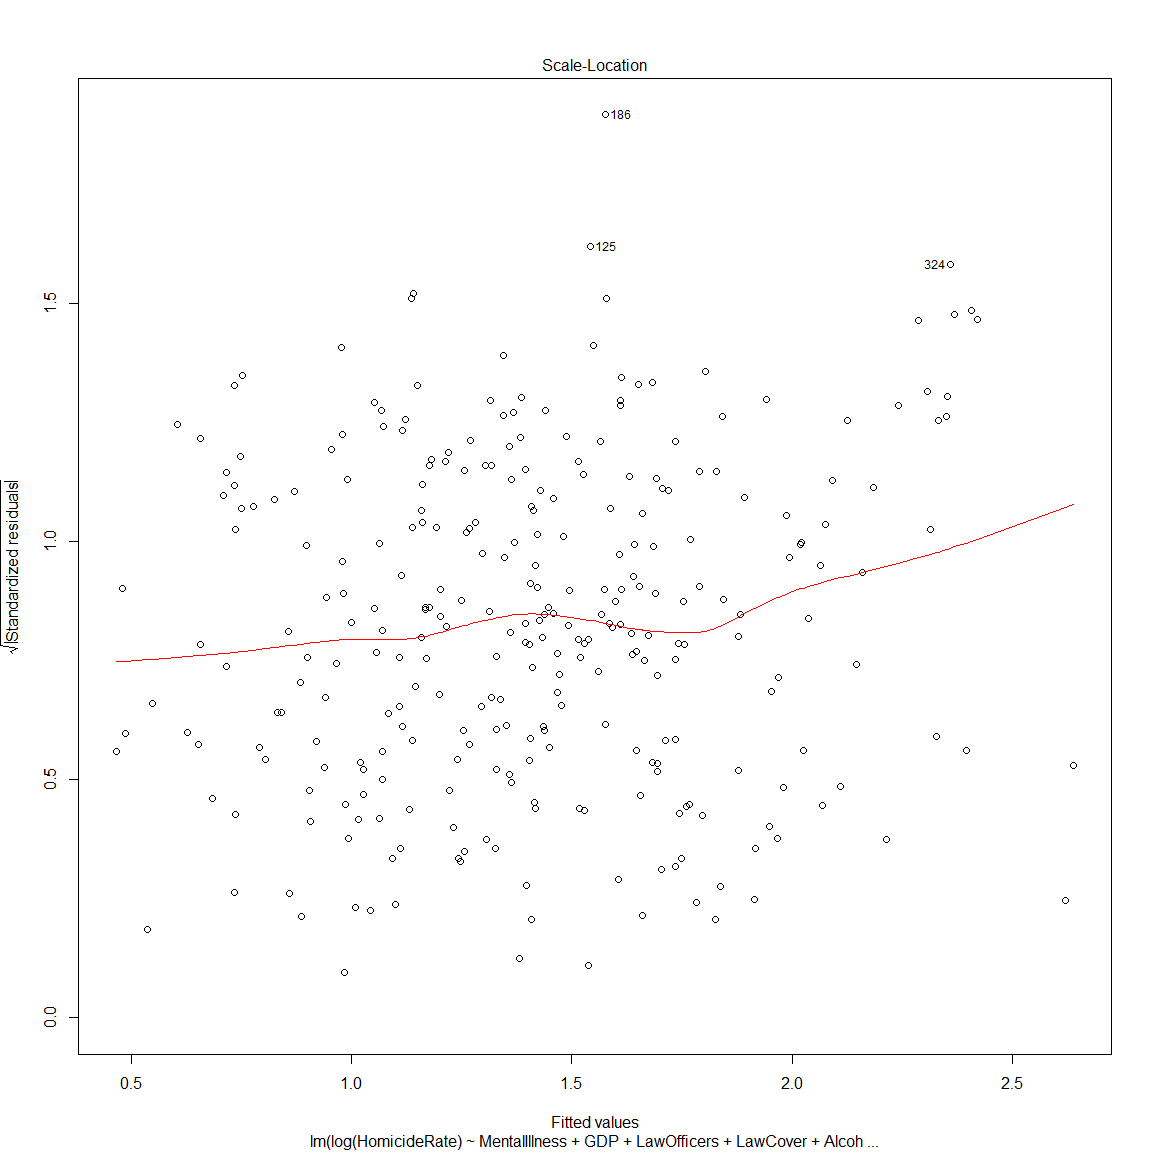 Scale-Location
186
125
324
√|Standardized residuals|
1.5
1.0
0.5
0.0
0.5 1.0 1.5 2.0 2.5
Fitted values
lm(log(HomicideRate) ~ MentalIllness + GDP + LawOfficers + LawCover + Alcoh ...